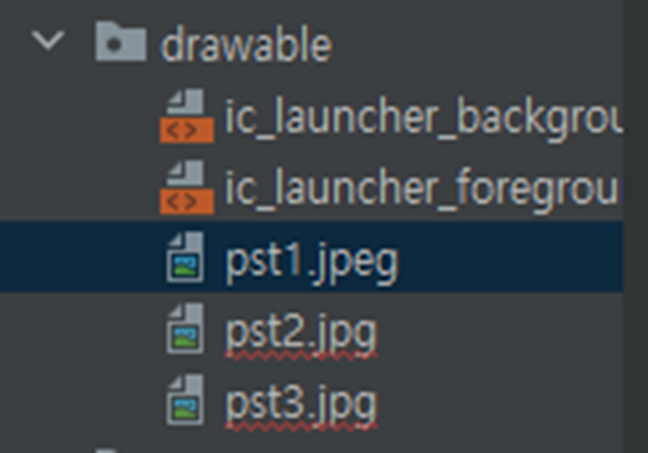 drawable
ic_launcher_backgrou
ic_launcher_foregrou
pst1.jpeg
pst2.jpg
pst3.jpg